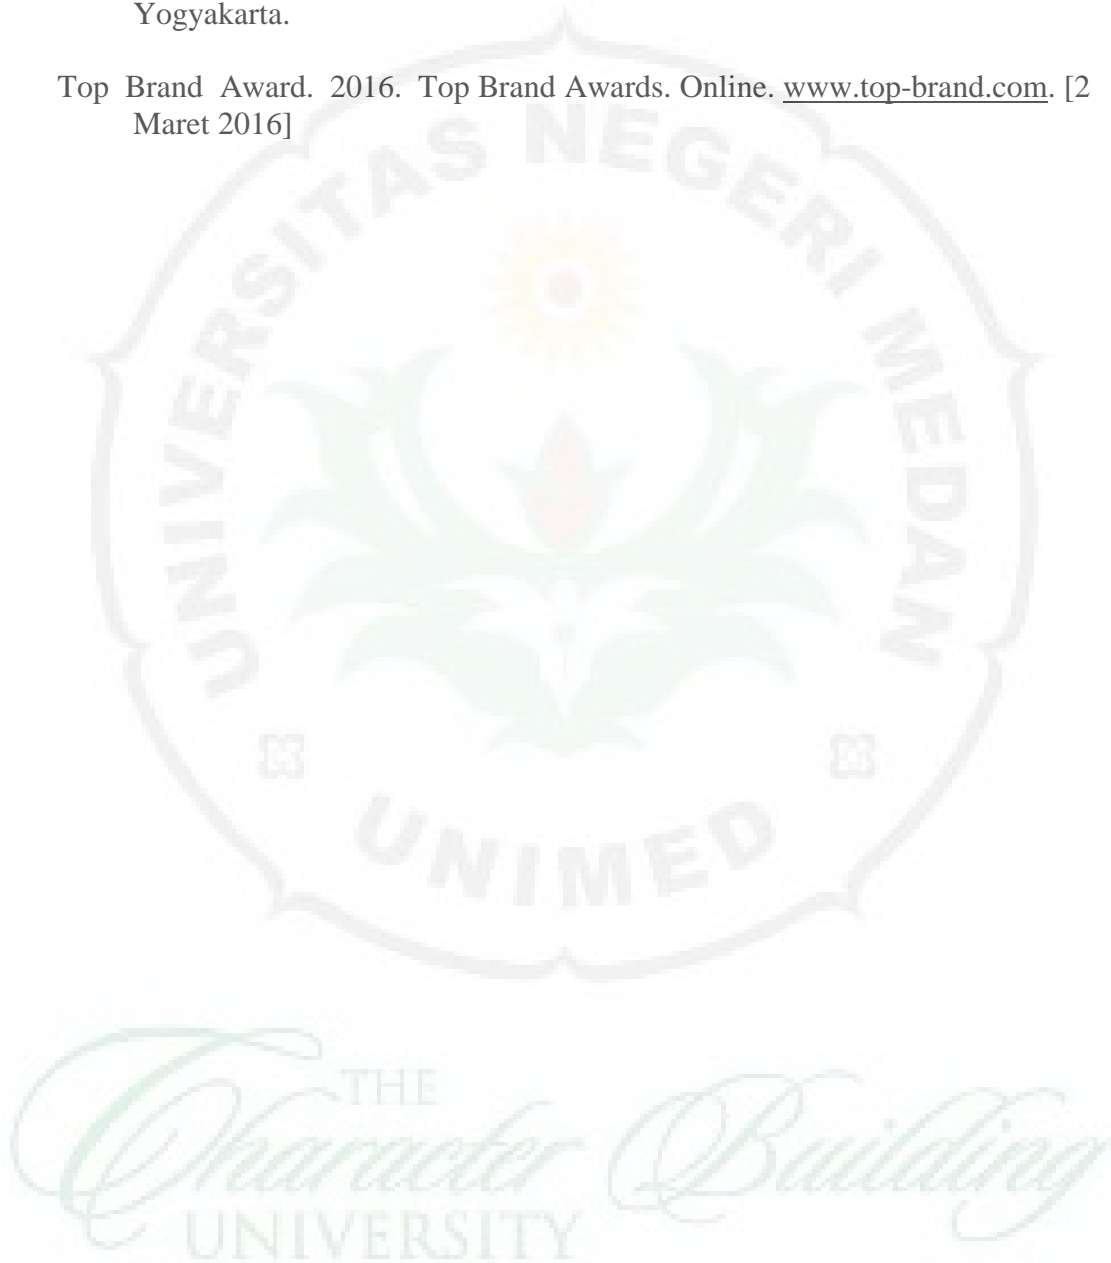 Yogyakarta.
Top Brand Award. 2016. Top Brand Awards. Online. www.top-brand.com. [2
Maret 2016]
UNIVERSITAS NEGERI MEDAN
UNIMED
THE
Character Building
UNIVERSITY